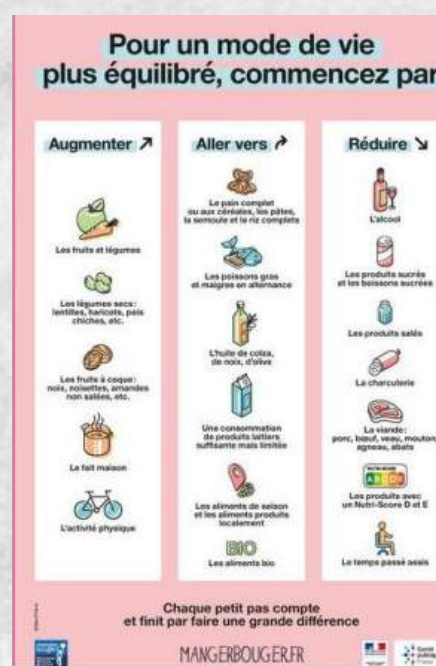 Pour un mode de vie
plus équilibré, commencez par
Augmenter ↗
Les fruits et légumes
Les légumes secs :
lentilles, haricots, pois
chiches, etc.
Les fruits à coque :
noix, noisettes, amandes
non salées, etc.
Le fait maison
L'activité physique
Aller vers
Le pain complet
ou aux céréales, les pâtes,
la semoule et le riz complets
Les poissons gras
et maigres en alternance
L'huile de colza,
de noix, d'olive
Une consommation
de produits laitiers
suffisante mais limitée
Les aliments de saison
et les aliments produits
localement
BIO
Les aliments bio
Réduire ↘
L'alcool
Les produits sucrés
et les boissons sucrées
Les produits salés
La charcuterie
La viande :
porc, bœuf, veau, mouton,
agneau, abats
NUTRI-SCORE
A B C D E
Les produits avec
un Nutri-Score D et E
Le temps passé assis
Chaque petit pas compte
et finit par faire une grande différence
MANGERBOUGER.FR
Santé
publique
France